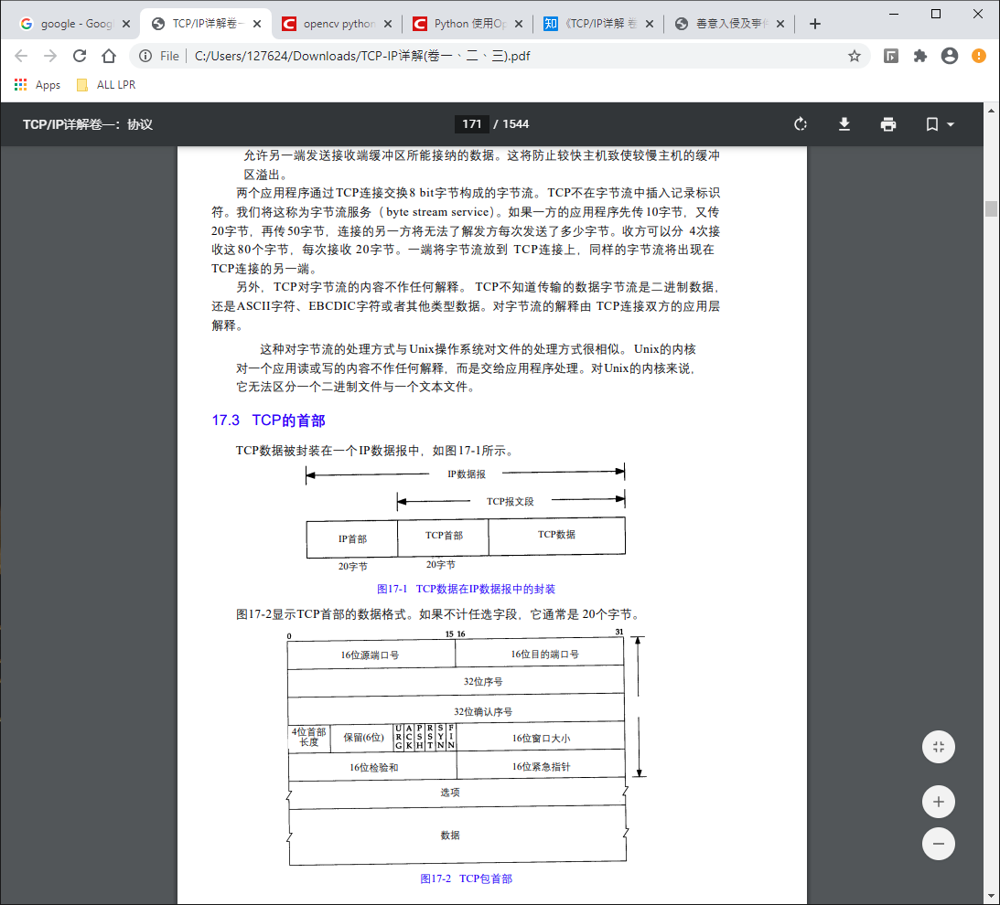 google - Goog
TCP/IP详解卷一
opencv python
Python 使用Op
《TCP/IP详解 卷
善意入侵及事件
File
C:/Users/127624/Downloads/TCP-IP详解(卷一、二、三).pdf
Apps
ALL LPR
TCP/IP详解卷一：协议
171 / 1544
允许另一端发送接收端缓冲区所能接纳的数据。这将防止较快主机致使较慢主机的缓冲
区溢出。
两个应用程序通过TCP连接交换8 bit字节构成的字节流。TCP不在字节流中插入记录标识
符。我们将这称为字节流服务（byte stream service）。如果一方的应用程序先传10字节，又传
20字节，再传50字节，连接的另一方将无法了解发方每次发送了多少字节。收方可以分 4次接
收这80个字节，每次接收 20字节。一端将字节流放到 TCP连接上，同样的字节流将出现在
TCP连接的另一端。
另外，TCP对字节流的内容不作任何解释。TCP不知道传输的数据字节流是二进制数据，
还是ASCII字符、EBCDIC字符或者其他类型数据。对字节流的解释由 TCP连接双方的应用层
解释。
这种对字节流的处理方式与Unix操作系统对文件的处理方式很相似。Unix的内核
对一个应用读或写的内容不作任何解释，而是交给应用程序处理。对Unix的内核来说，
它无法区分一个二进制文件与一个文本文件。
17.3 TCP的首部
TCP数据被封装在一个IP数据报中，如图17-1所示。
IP数据报
TCP报文段
IP首部
TCP首部
TCP数据
20字节
20字节
图17-1 TCP数据在IP数据报中的封装
图17-2显示TCP首部的数据格式。如果不计任选字段，它通常是 20个字节。
0
15 16
31
16位源端口号
16位目的端口号
32位序号
32位确认序号
4位首部
长度
保留(6位)
URG
ACK
PSH
RST
SYN
FIN
16位窗口大小
16位检验和
16位紧急指针
选项
数据
图17-2 TCP包首部